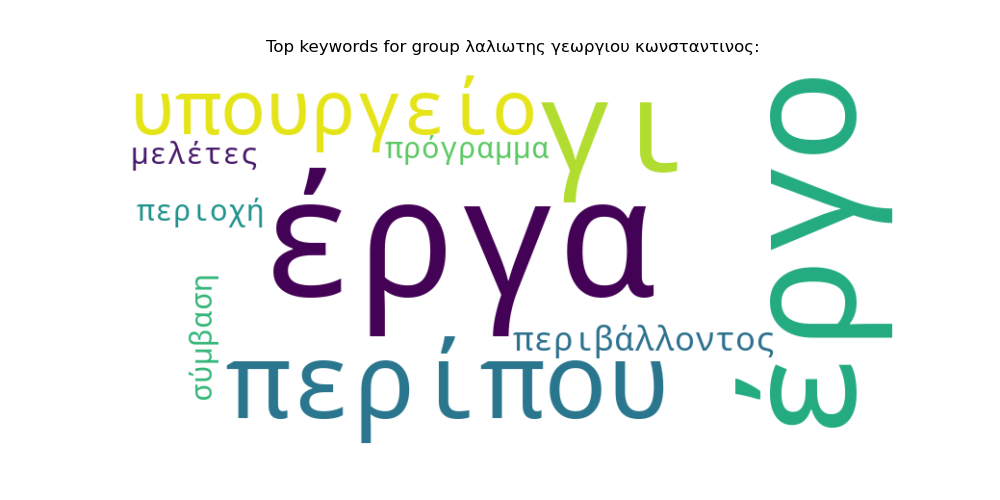 Top keywords for group λαλιωτης γεωργιου κωνσταντινος:
υπουργείο
γι
έργο
μελέτες
πρόγραμμα
έργα
περιοχή
σύμβαση
περιβάλλοντος
περίπου